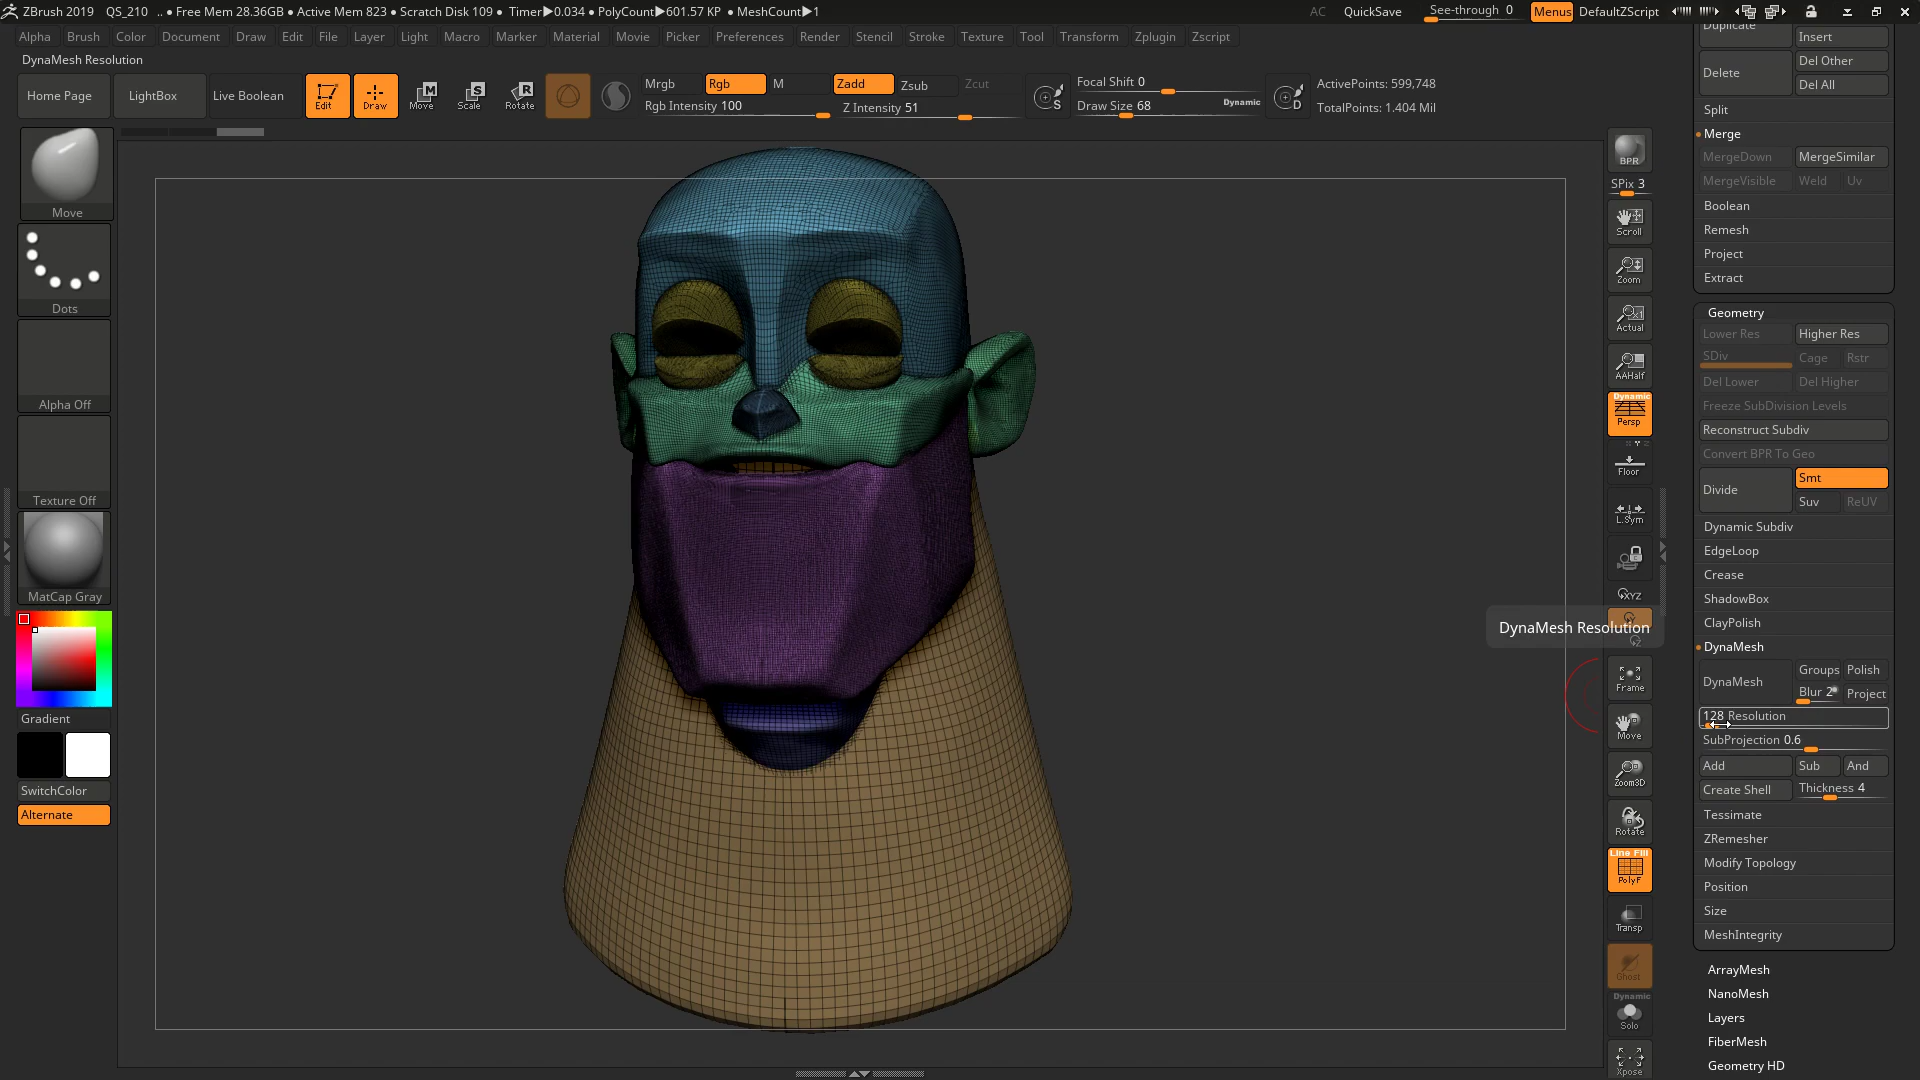 ZBrush 2019 QS_210 .. • Free Mem 28.36GB • Active Mem 823 • Scratch Disk 109 • Timer▶0.034 • PolyCount▶601.57 KP • MeshCount▶1 AC QuickSave See-through 0 Menus DefaultZScript
Alpha Brush Color Document Draw Edit File Layer Light Macro Marker Material Movie Picker Preferences Render Stencil Stroke Texture Tool Transform Zplugin Zscript
DynaMesh Resolution
Home Page LightBox Live Boolean Edit Draw Move Scale Rotate
Mrgb Rgb M Zadd Zsub Zcut
Rgb Intensity 100 Z Intensity 51
Focal Shift 0
Draw Size 68 Dynamic
ActivePoints: 599,748
TotalPoints: 1.404 Mil
Move
Dots
Alpha Off
Texture Off
MatCap Gray
Gradient
SwitchColor
Alternate
BPR
SPix 3
Scroll
Zoom
Actual
AAHalf
Dynamic
Persp
Floor
L.Sym
XYZ
DynaMesh Resolution
Frame
Move
Zoom3D
Rotate
Line Fill
PolyF
Transp
Ghost
Dynamic
Solo
Xpose
Duplicate Insert
Delete Del Other
Del All
Split
Merge
MergeDown MergeSimilar
MergeVisible Weld Uv
Boolean
Remesh
Project
Extract
Geometry
Lower Res Higher Res
SDiv Cage Rstr
Del Lower Del Higher
Freeze SubDivision Levels
Reconstruct Subdiv
Convert BPR To Geo
Divide Smt
Suv ReUV
Dynamic Subdiv
EdgeLoop
Crease
ShadowBox
ClayPolish
DynaMesh
DynaMesh Groups Polish
Blur 2 Project
128 Resolution
SubProjection 0.6
Add Sub And
Create Shell Thickness 4
Tessimate
ZRemesher
Modify Topology
Position
Size
MeshIntegrity
ArrayMesh
NanoMesh
Layers
FiberMesh
Geometry HD